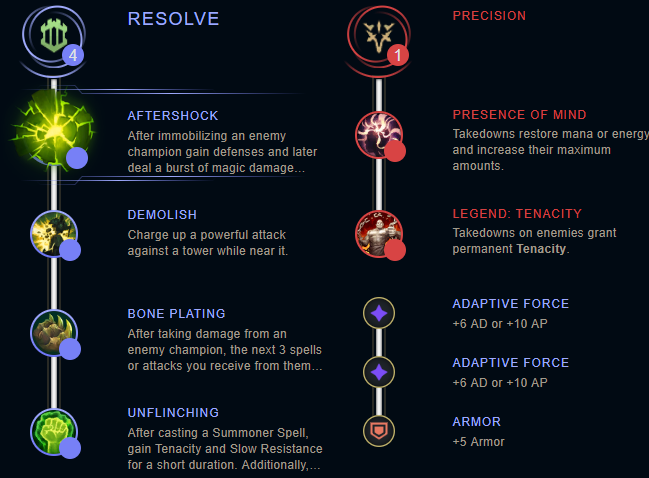 RESOLVE
4
AFTERSHOCK
After immobilizing an enemy
champion gain defenses and later
deal a burst of magic damage...
DEMOLISH
Charge up a powerful attack
against a tower while near it.
BONE PLATING
After taking damage from an
enemy champion, the next 3 spells
or attacks you receive from them...
UNFLINCHING
After casting a Summoner Spell,
gain Tenacity and Slow Resistance
for a short duration. Additionally,...
PRECISION
1
PRESENCE OF MIND
Takedowns restore mana or energy
and increase their maximum
amounts.
LEGEND: TENACITY
Takedowns on enemies grant
permanent Tenacity.
ADAPTIVE FORCE
+6 AD or +10 AP
ADAPTIVE FORCE
+6 AD or +10 AP
ARMOR
+5 Armor